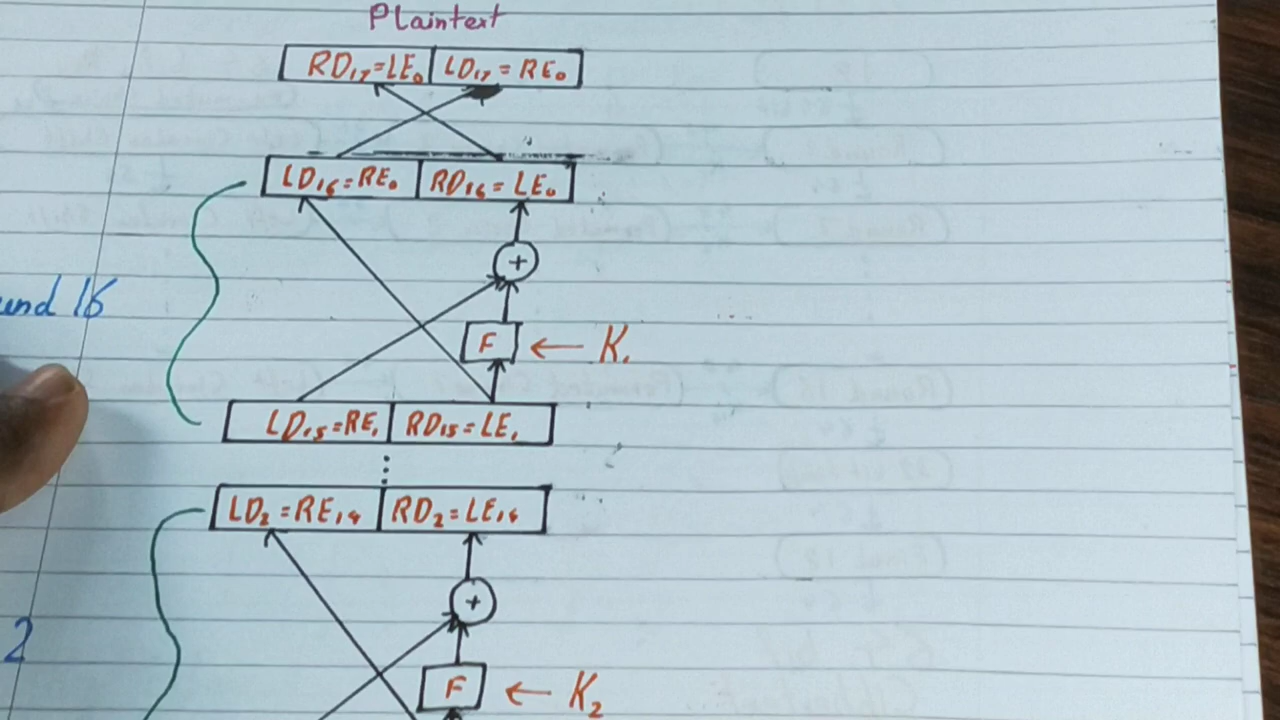 Plaintext
RD₁₇=LE₀ LD₁₇=RE₀
LD₁₆=RE₀ RD₁₆=LE₀
+
16
F ← K₁
LD₁₅=RE₁ RD₁₅=LE₁
⋮
LD₂=RE₁₄ RD₂=LE₁₄
+
2
F ← K₂